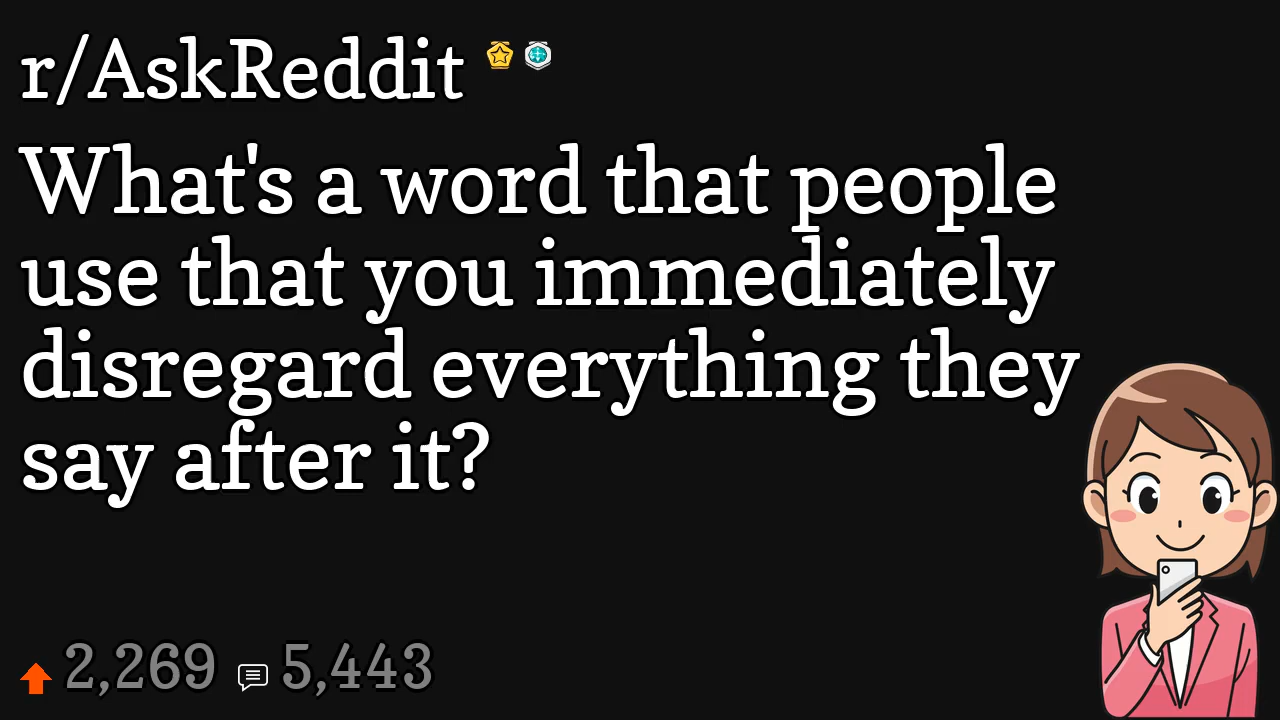 r/AskReddit
What's a word that people
use that you immediately
disregard everything they
say after it?
2,269 5,443